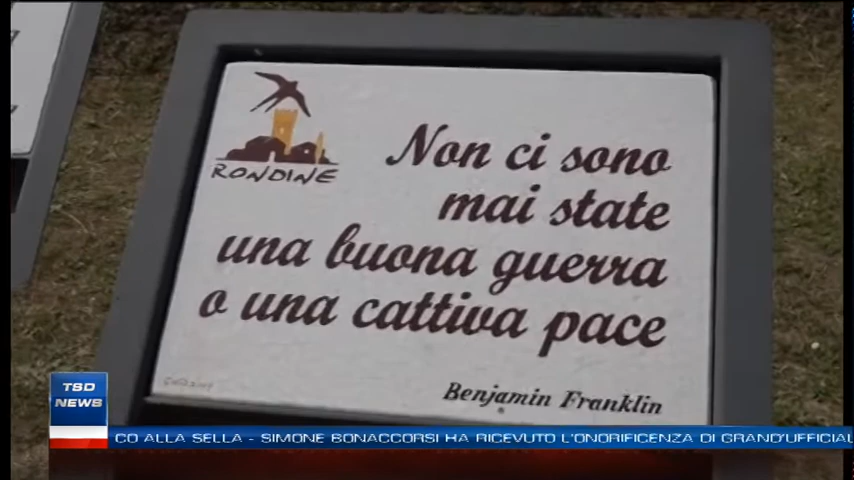 RONDINE
Non ci sono
mai state
una buona guerra
o una cattiva pace
Benjamin Franklin
TSD
NEWS
CO ALLA SELLA - SIMONE BONACCORSI HA RICEVUTO L'ONORIFICENZA DI GRAND'UFFICIAL